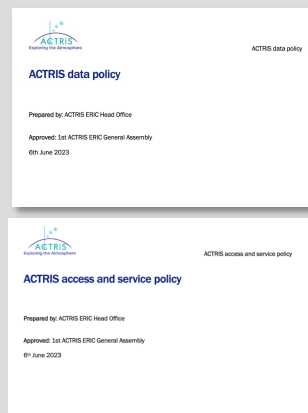 ACTRIS
Exploring the Atmosphere
ACTRIS data policy
ACTRIS data policy
Prepared by: ACTRIS ERIC Head Office
Approved: 1st ACTRIS ERIC General Assembly
6th June 2023
ACTRIS
Exploring the Atmosphere
ACTRIS access and service policy
ACTRIS access and service policy
Prepared by: ACTRIS ERIC Head Office
Approved: 1st ACTRIS ERIC General Assembly
6th June 2023